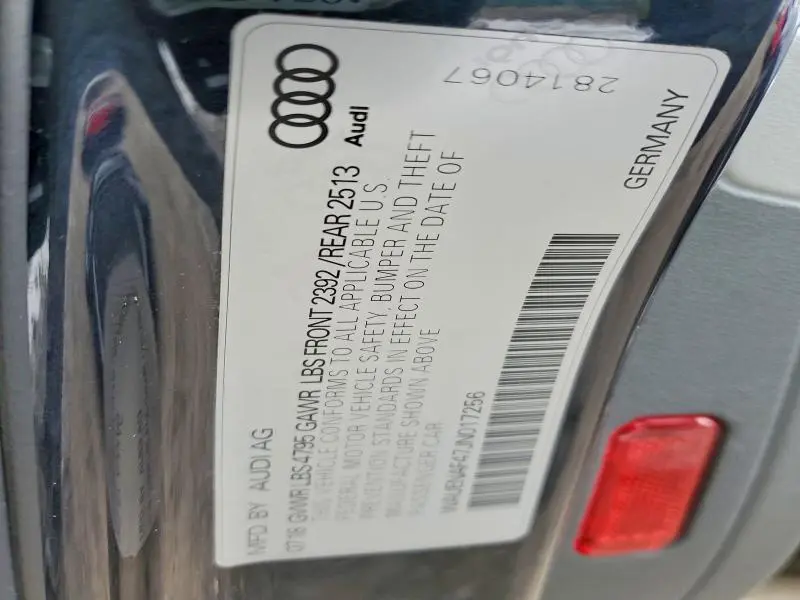 Audi
2814067
MFD BY AUDI AG
GVWR LBS 4795 GAWR LBS FRONT 2392/REAR 2513
THIS VEHICLE CONFORMS TO ALL APPLICABLE U.S.
FEDERAL MOTOR VEHICLE SAFETY, BUMPER AND THEFT
PREVENTION STANDARDS IN EFFECT ON THE DATE OF
MANUFACTURE SHOWN ABOVE
PASSENGER CAR
WAUENAF47JN017256
GERMANY